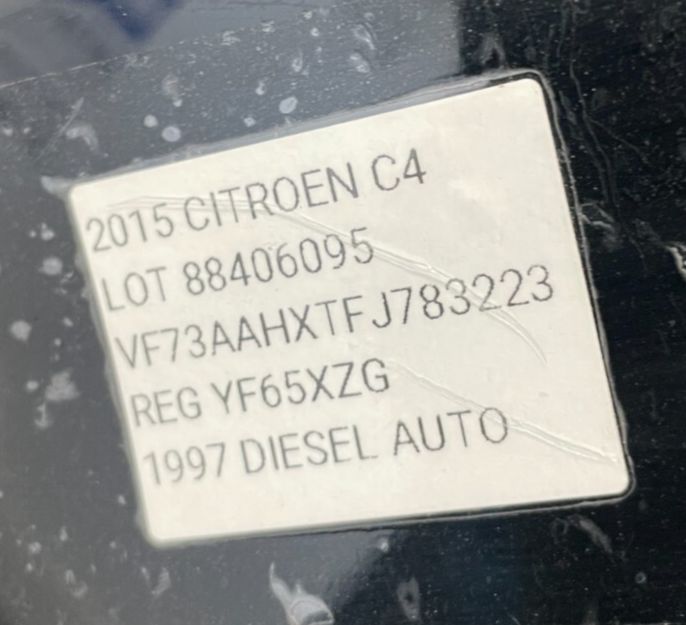 2015 CITROEN C4
LOT 88406095
VF73AAHXTFJ783223
REG YF65XZG
1997 DIESEL AUTO